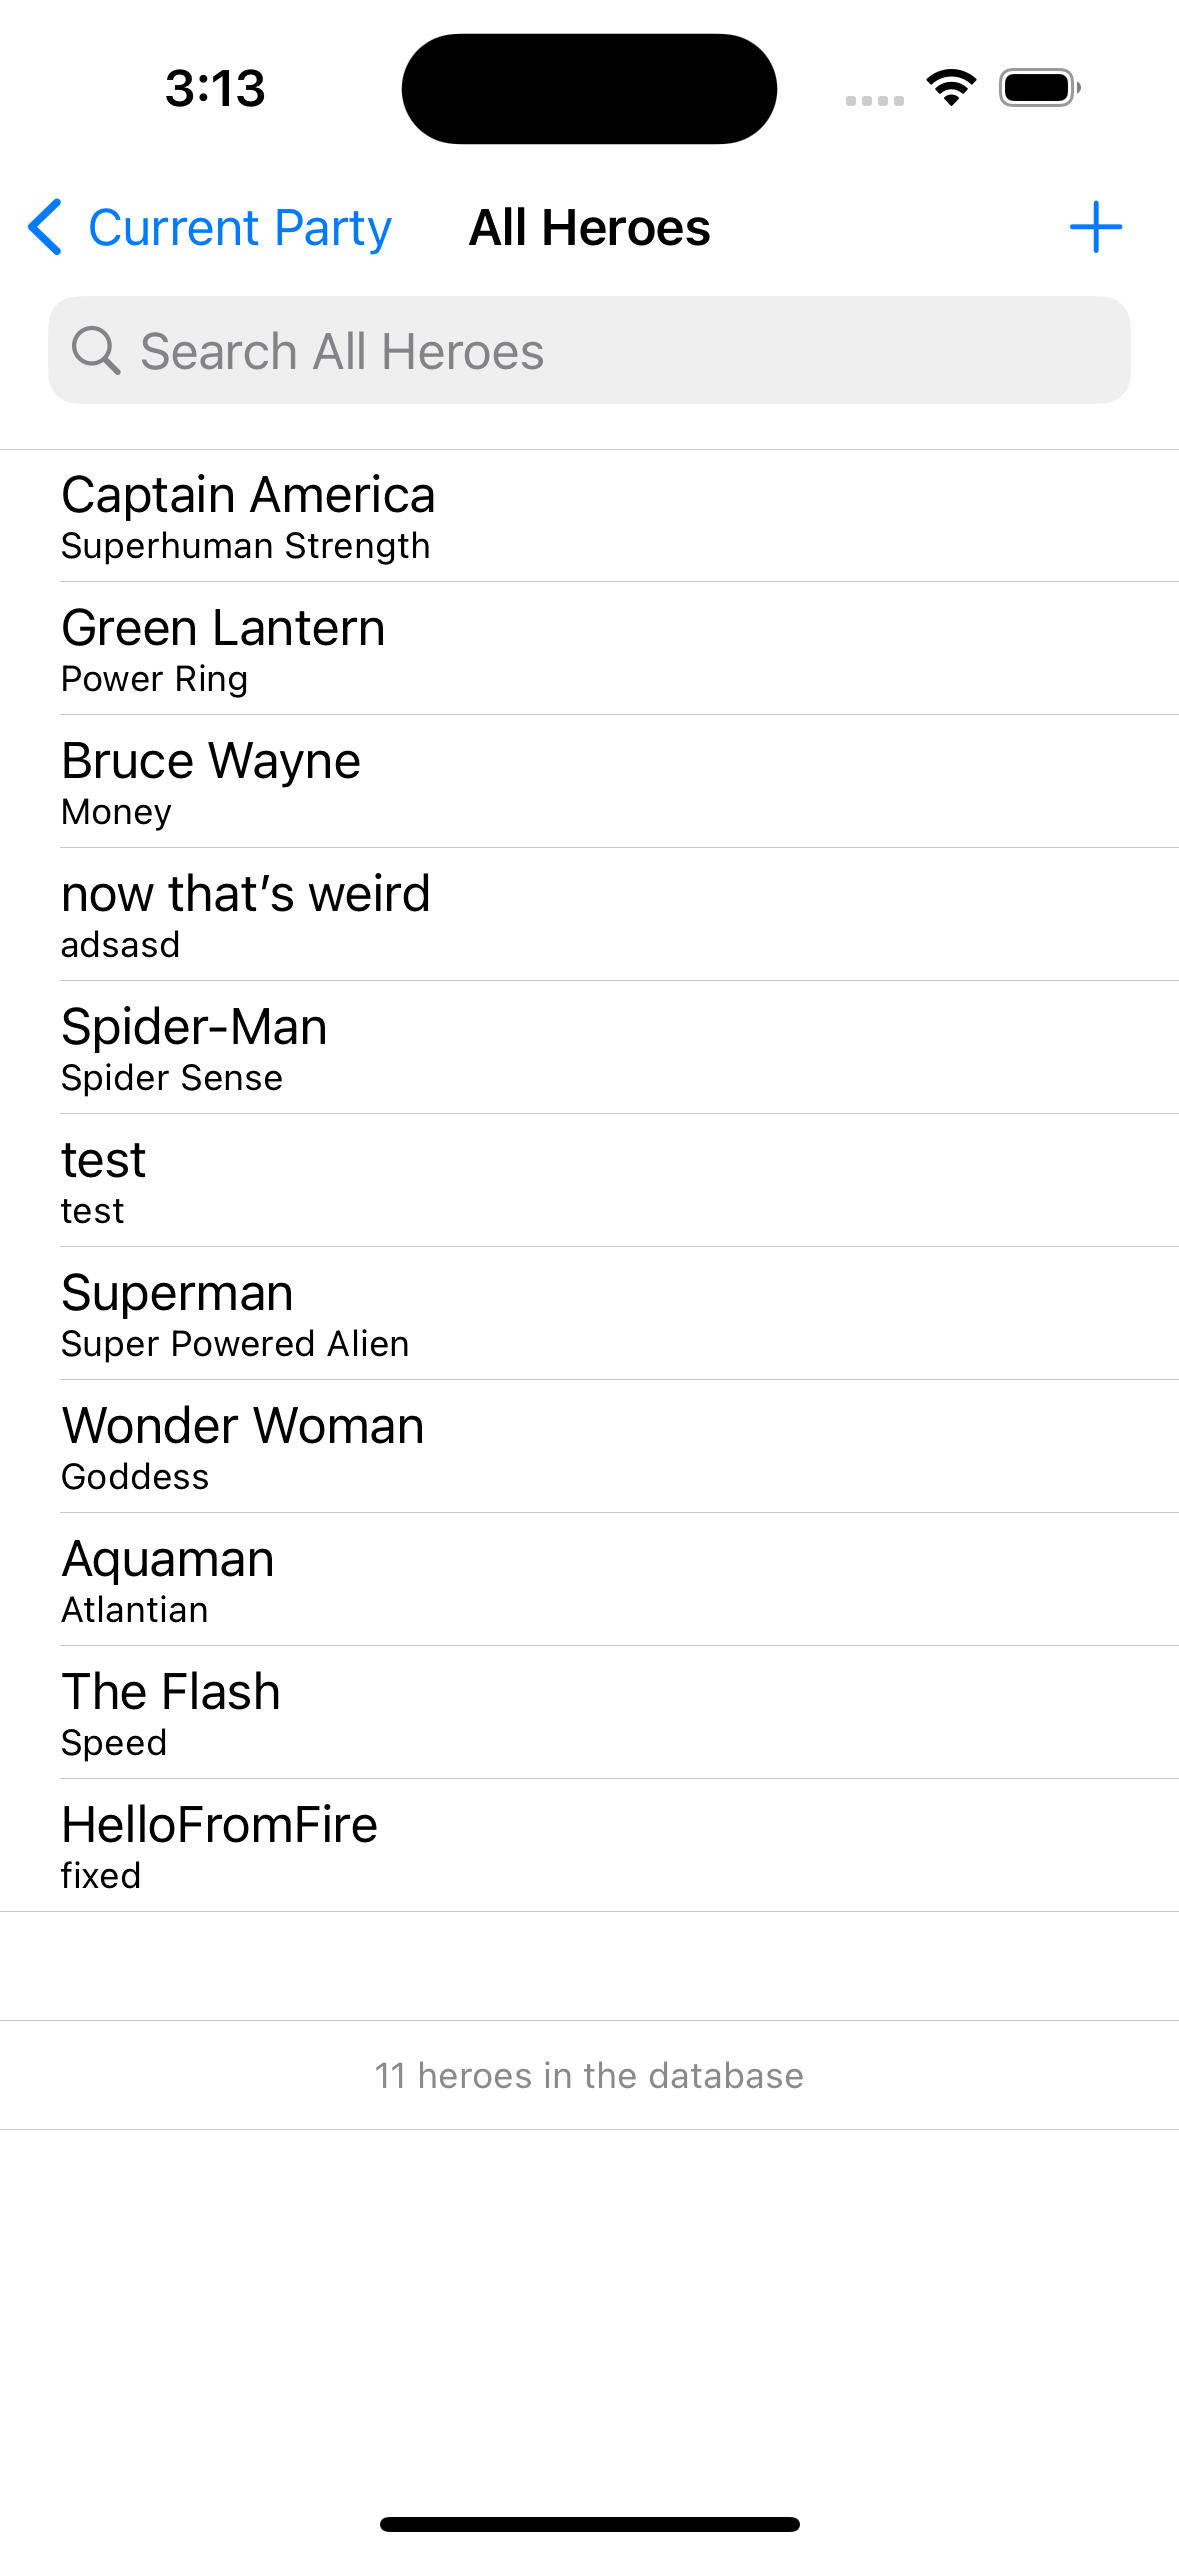 3:13
Current Party
All Heroes
Search All Heroes
Captain America
Superhuman Strength
Green Lantern
Power Ring
Bruce Wayne
Money
now that’s weird
adsasd
Spider-Man
Spider Sense
test
test
Superman
Super Powered Alien
Wonder Woman
Goddess
Aquaman
Atlantian
The Flash
Speed
HelloFromFire
fixed
11 heroes in the database